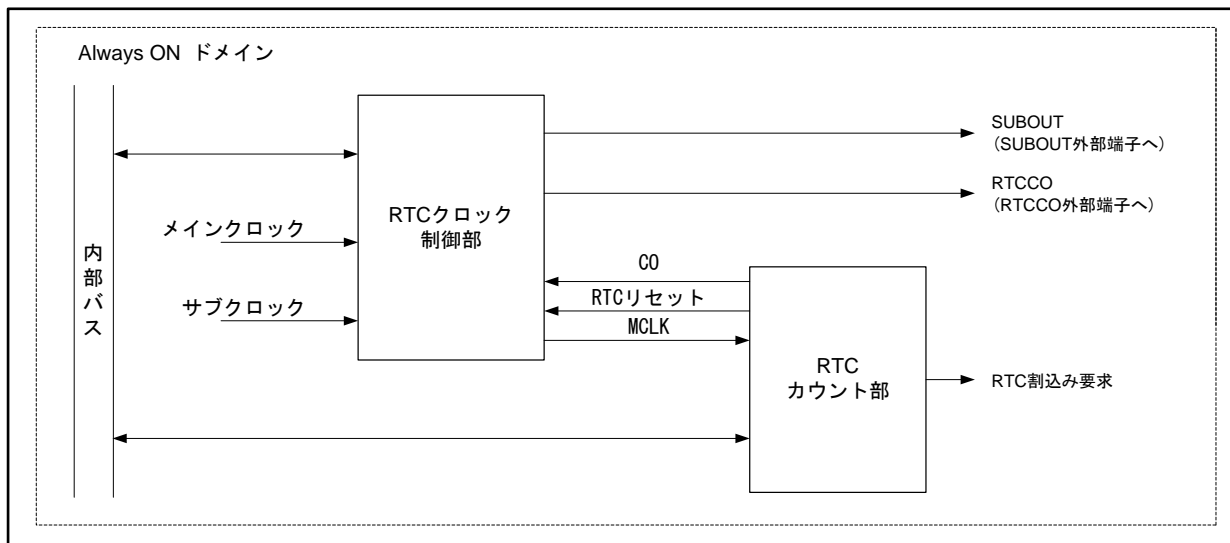 Always ON ドメイン
SUBOUT
(SUBOUT外部端子へ)
RTCCO
(RTCCO外部端子へ)
RTCクロック
制御部
メインクロック
サブクロック
内部バス
CO
RTCリセット
MCLK
RTC
カウント部
RTC割込み要求